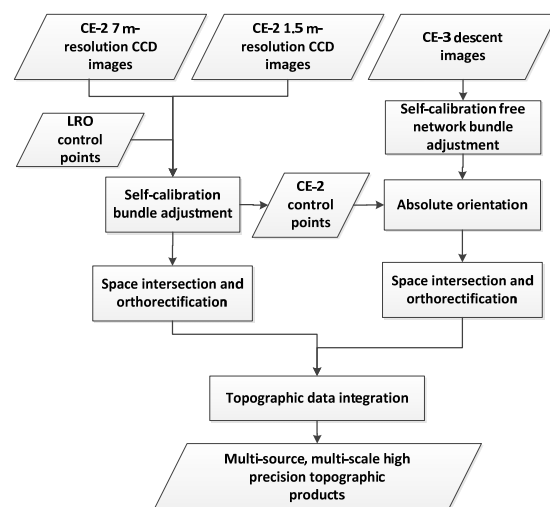 CE-2 7 m-
resolution CCD
images
CE-2 1.5 m-
resolution CCD
images
CE-3 descent
images
LRO
control
points
Self-calibration free
network bundle
adjustment
Self-calibration
bundle adjustment
CE-2
control
points
Absolute orientation
Space intersection and
orthorectification
Space intersection and
orthorectification
Topographic data integration
Multi-source, multi-scale high
precision topographic
products